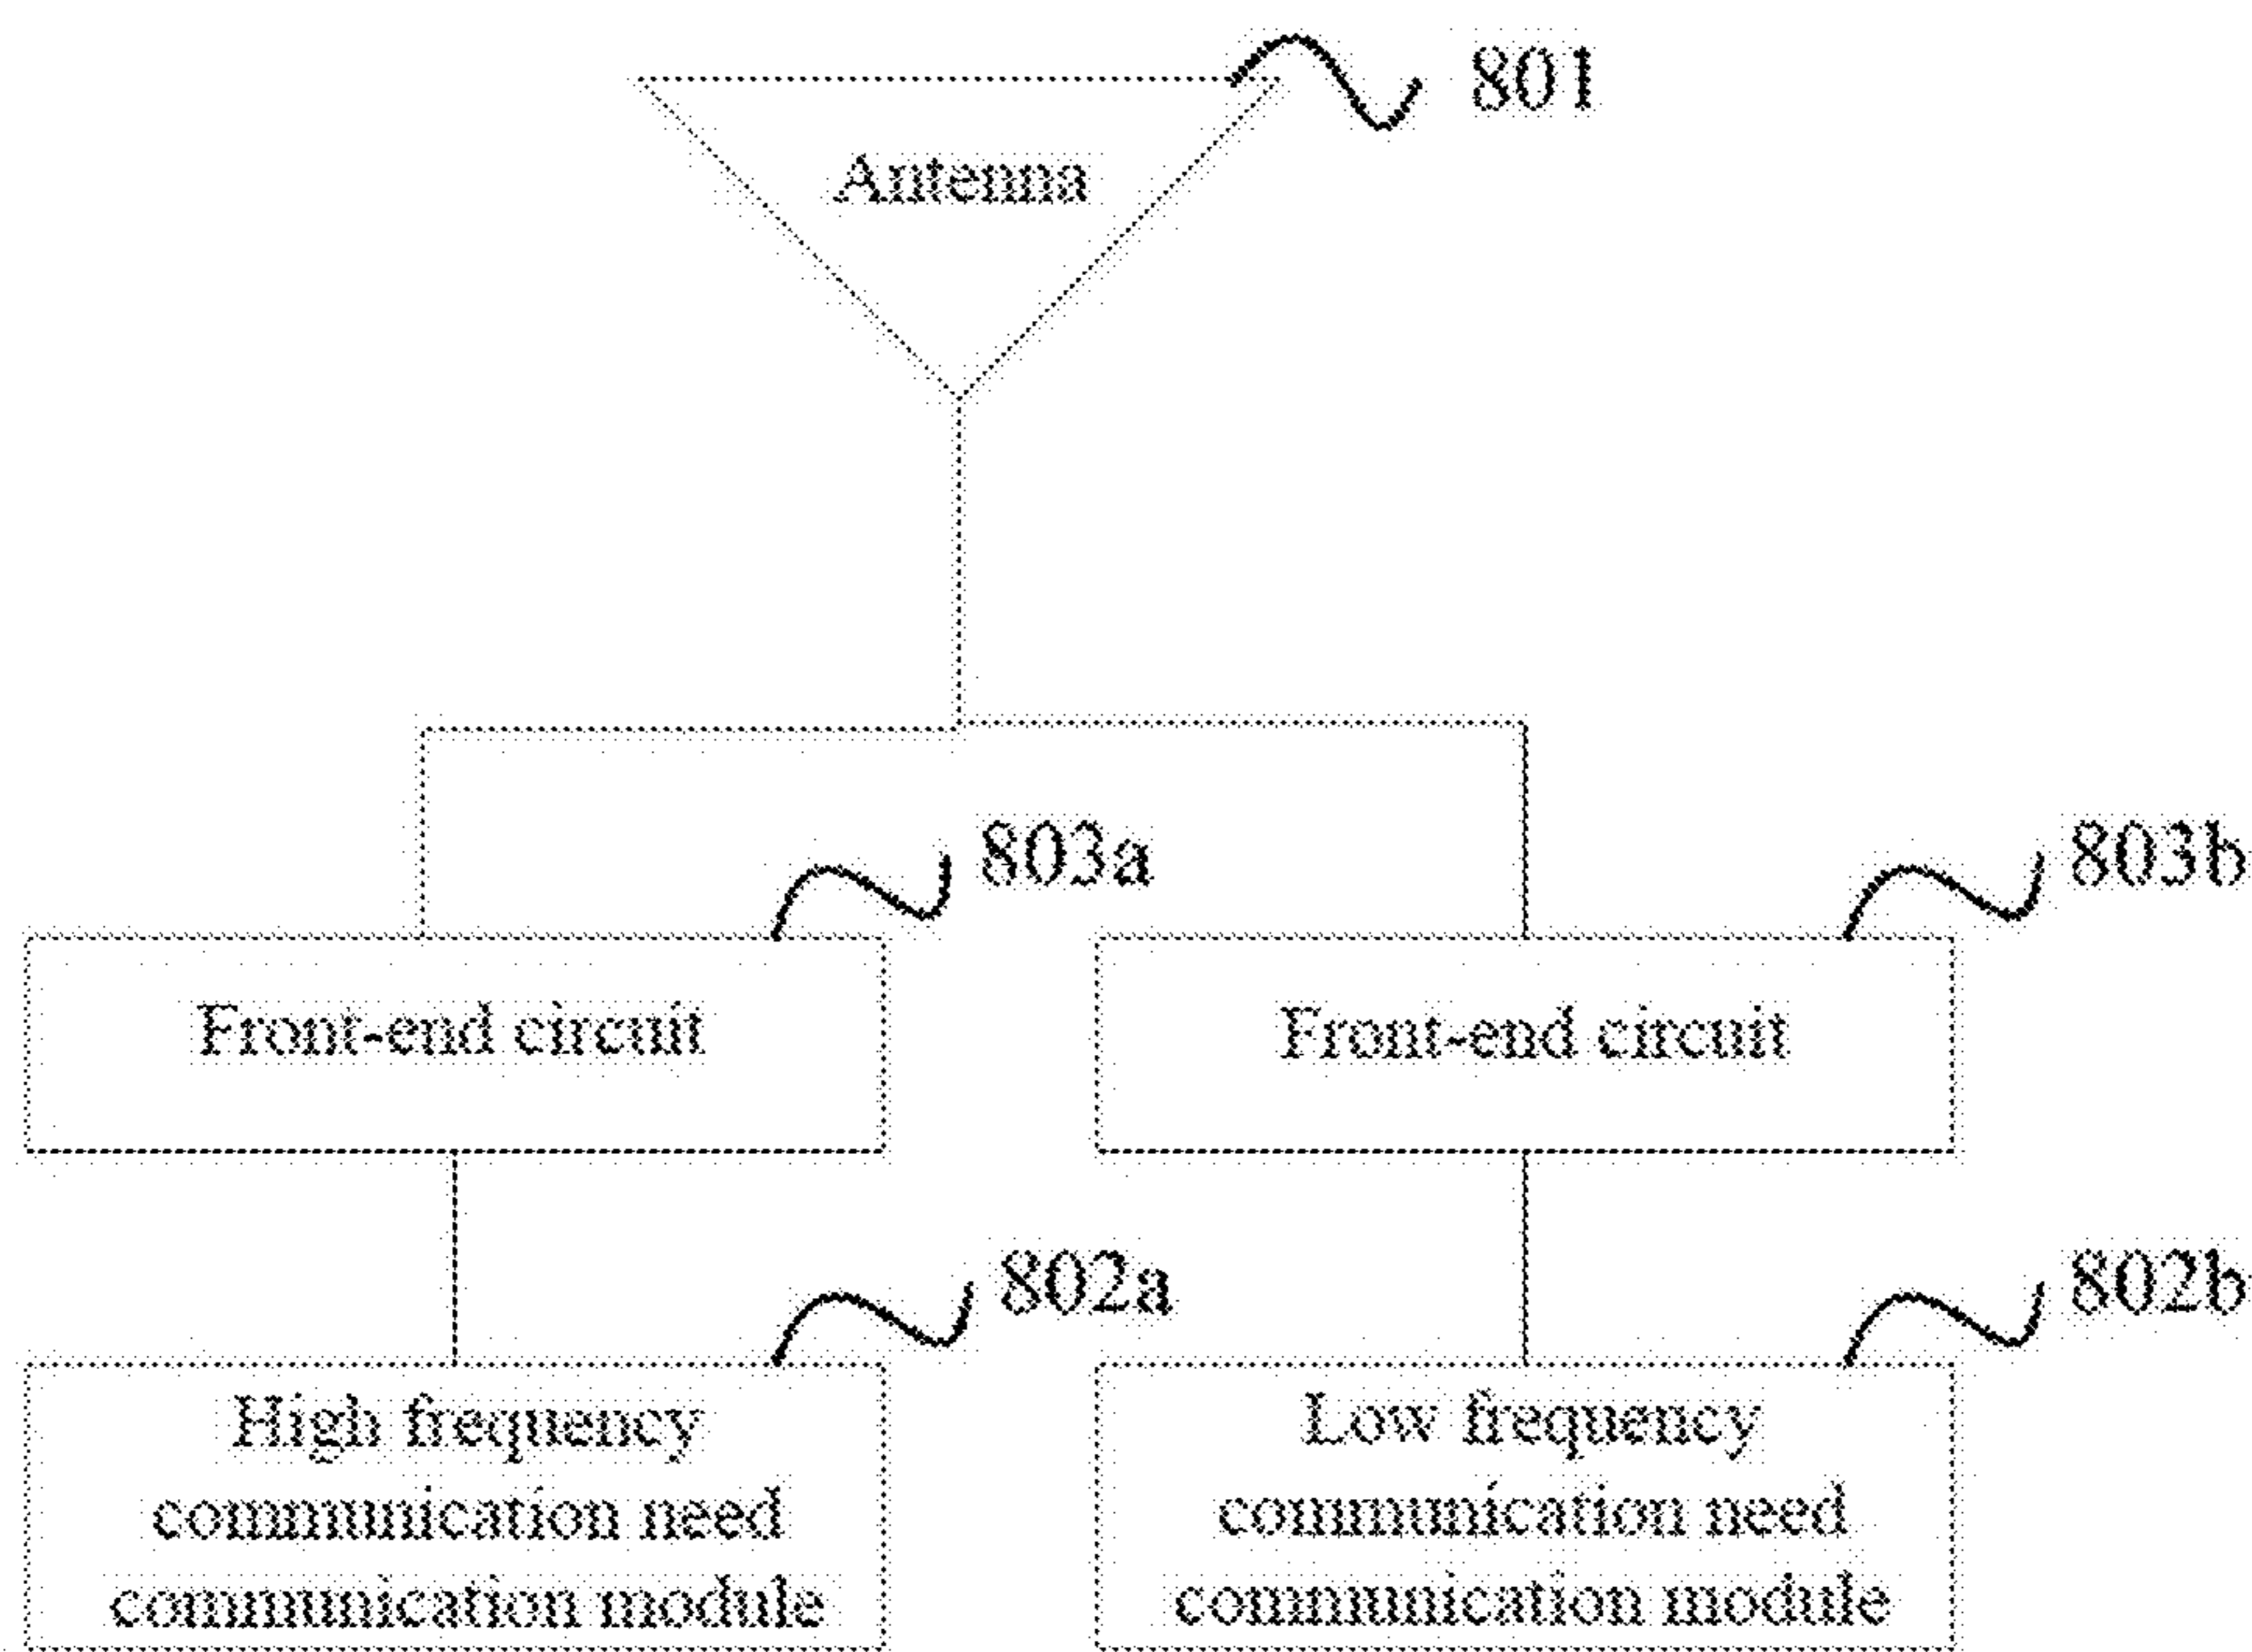 801
Antenna
803a
803b
Front-end circuit
Front-end circuit
802a
802b
High frequency
communication need
communication module
Low frequency
communication need
communication module